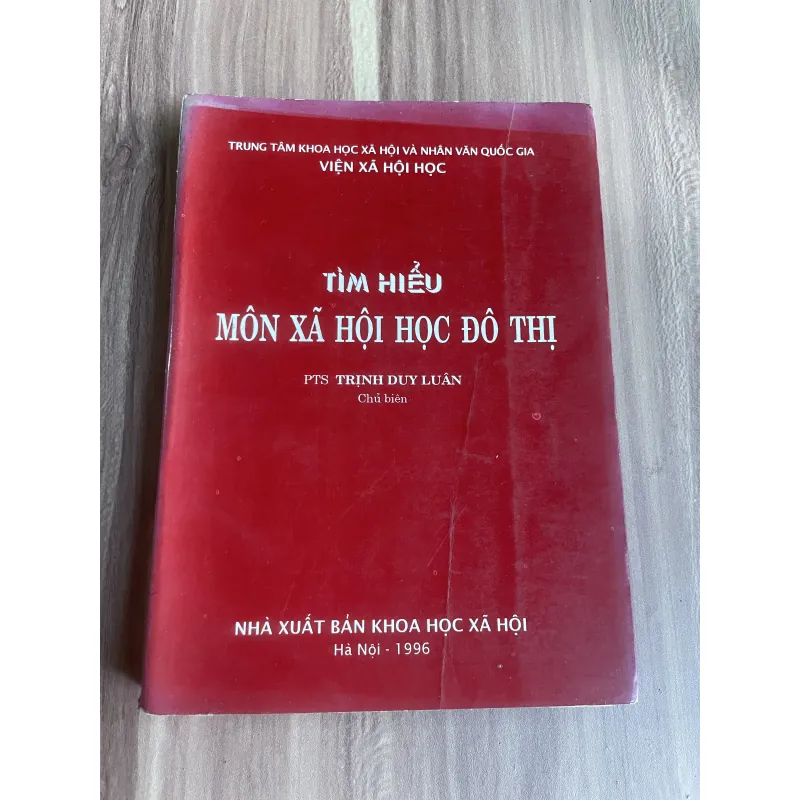 TRUNG TÂM KHOA HỌC XÃ HỘI VÀ NHÂN VĂN QUỐC GIA
VIỆN XÃ HỘI HỌC
TÌM HIỂU
MÔN XÃ HỘI HỌC ĐÔ THỊ
PTS TRỊNH DUY LUÂN
Chủ biên
NHÀ XUẤT BẢN KHOA HỌC XÃ HỘI
Hà Nội - 1996